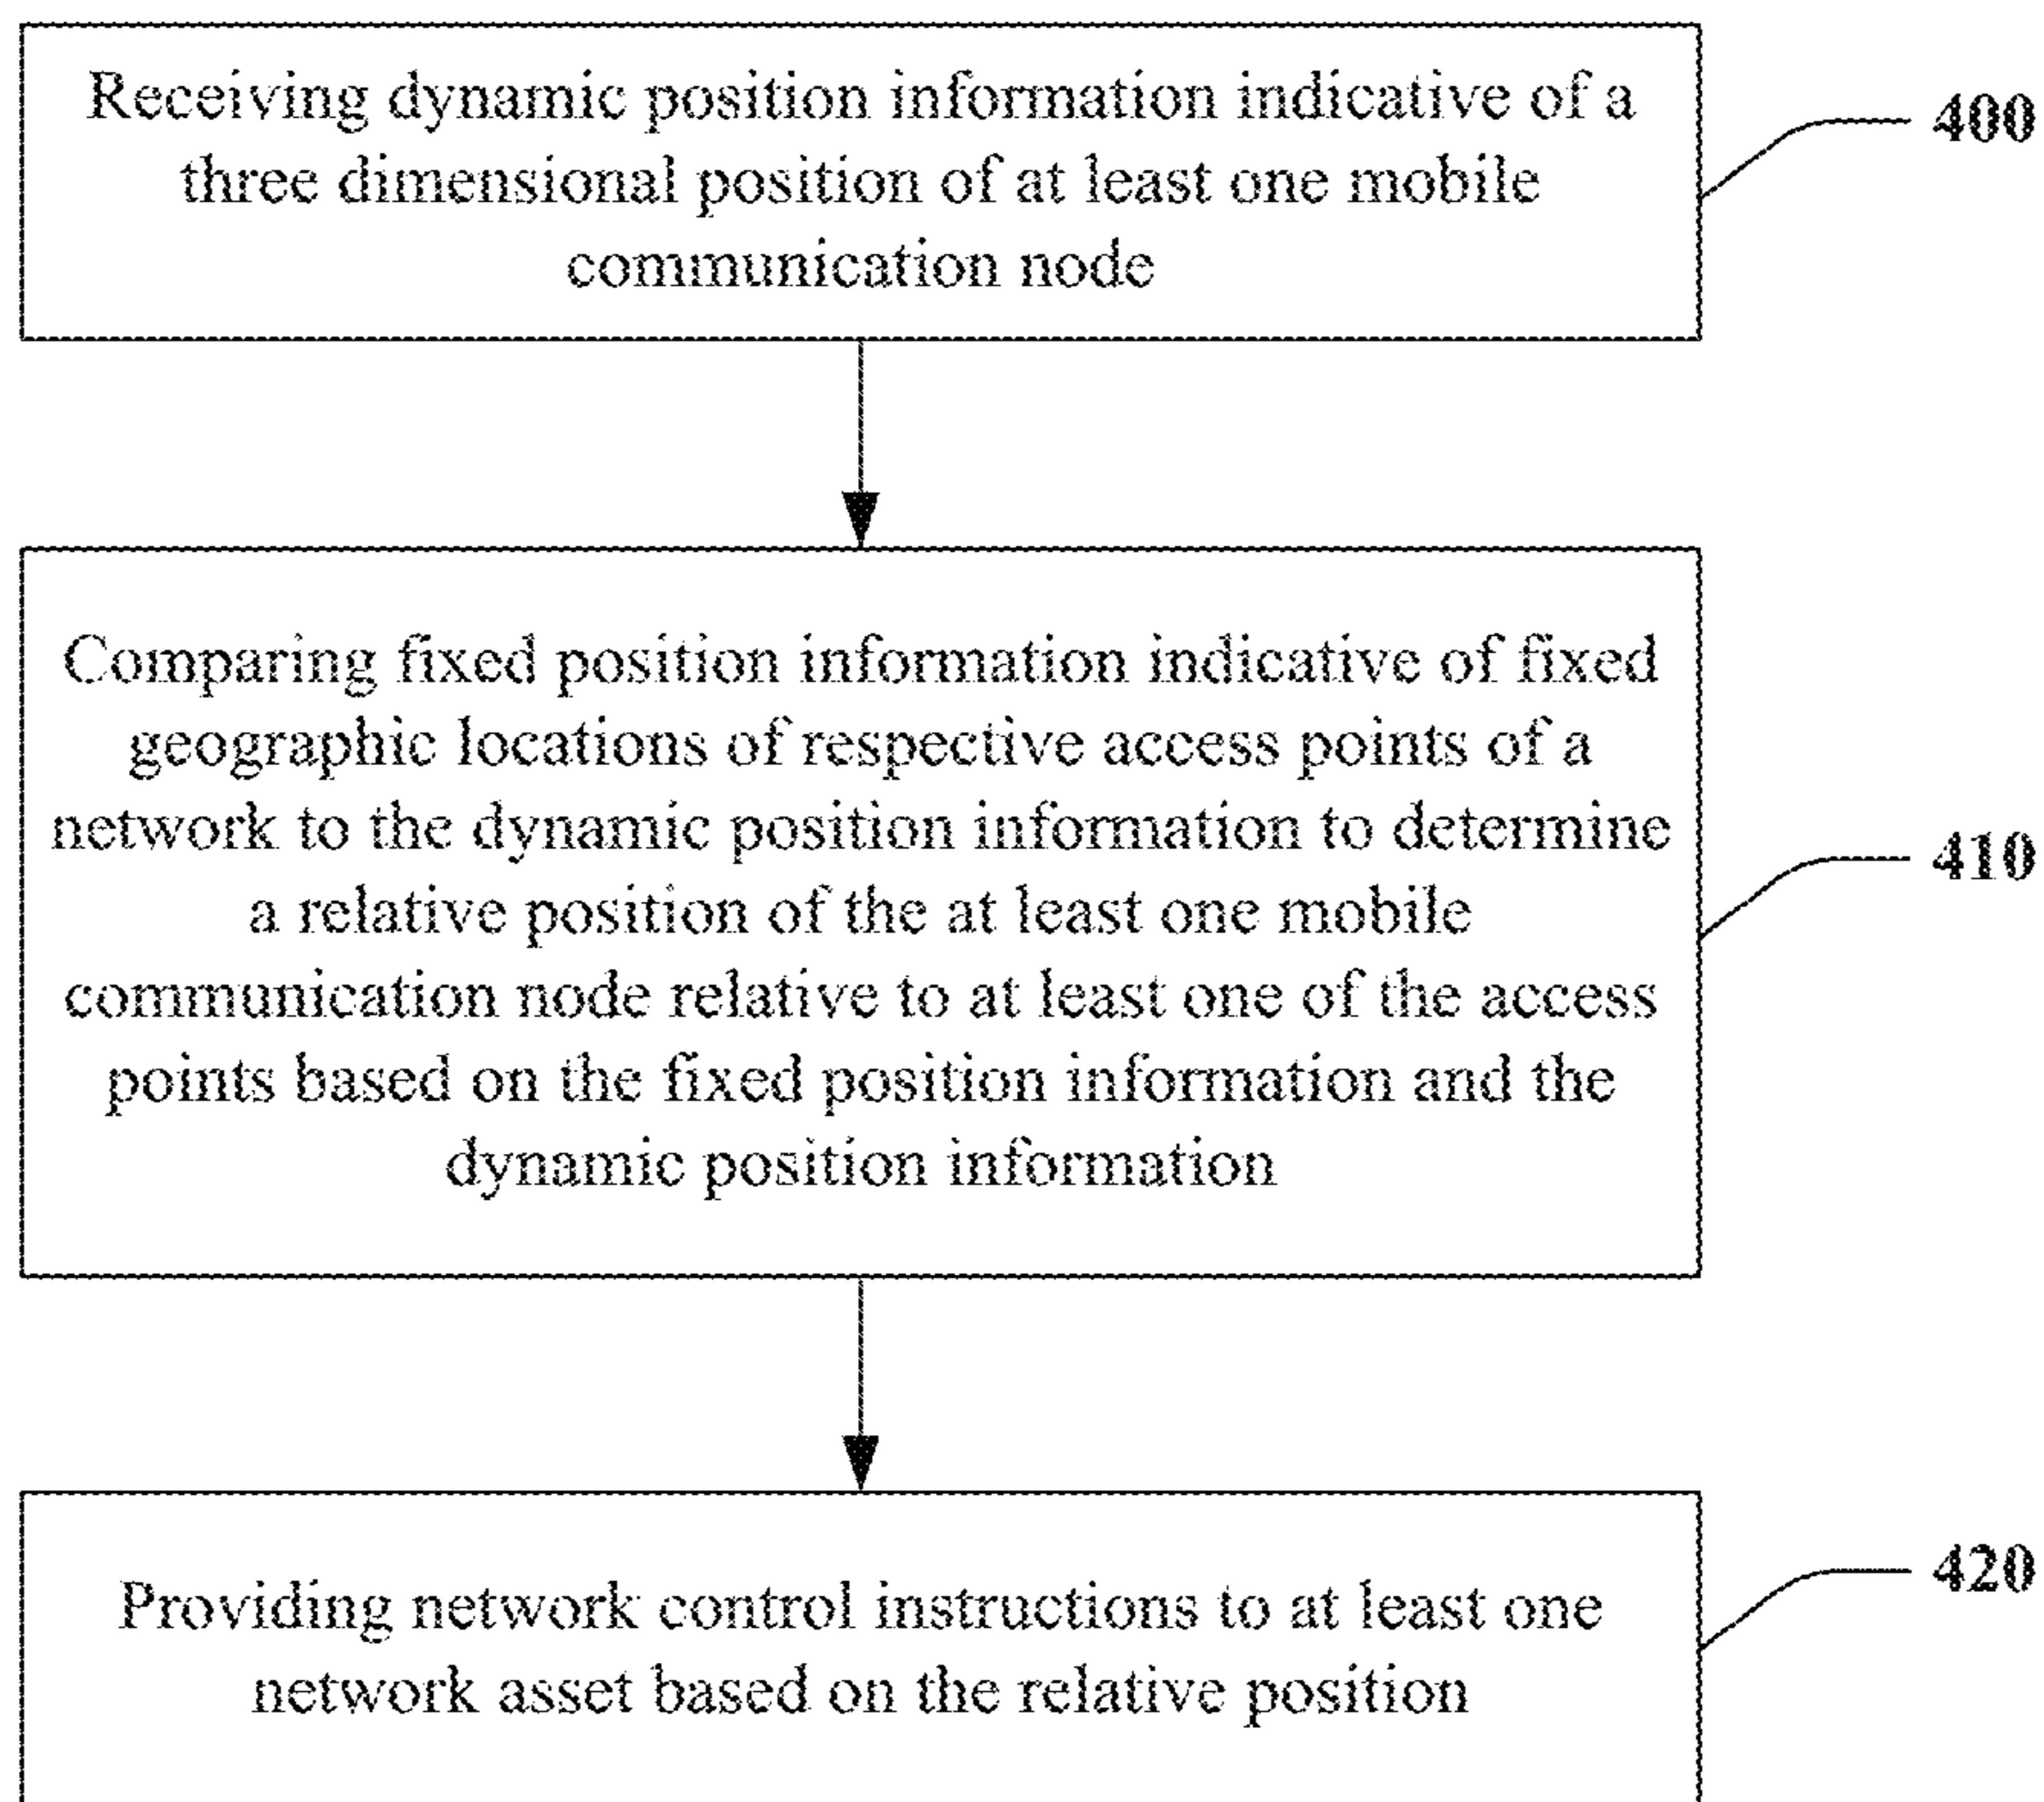 Receiving dynamic position information indicative of a
three dimensional position of at least one mobile
communication node
400
Comparing fixed position information indicative of fixed
geographic locations of respective access points of a
network to the dynamic position information to determine
a relative position of the at least one mobile
communication node relative to at least one of the access
points based on the fixed position information and the
dynamic position information
410
Providing network control instructions to at least one
network asset based on the relative position
420